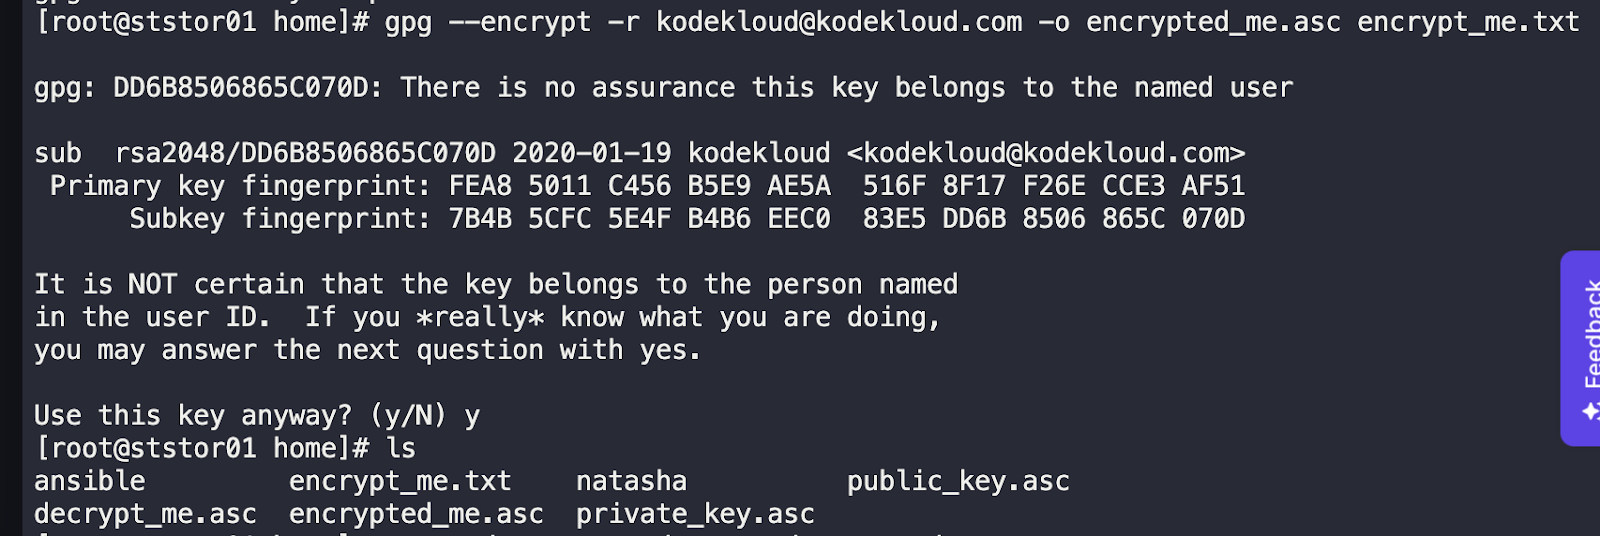 [root@ststor01 home]# gpg --encrypt -r kodekloud@kodekloud.com -o encrypted_me.asc encrypt_me.txt
gpg: DD6B8506865C070D: There is no assurance this key belongs to the named user
sub  rsa2048/DD6B8506865C070D 2020-01-19 kodekloud <kodekloud@kodekloud.com>
 Primary key fingerprint: FEA8 5011 C456 B5E9 AE5A  516F 8F17 F26E CCE3 AF51
      Subkey fingerprint: 7B4B 5CFC 5E4F B4B6 EEC0  83E5 DD6B 8506 865C 070D
It is NOT certain that the key belongs to the person named
in the user ID.  If you *really* know what you are doing,
you may answer the next question with yes.
Use this key anyway? (y/N) y
[root@ststor01 home]# ls
ansible         encrypt_me.txt    natasha          public_key.asc
decrypt_me.asc  encrypted_me.asc  private_key.asc
Feedback